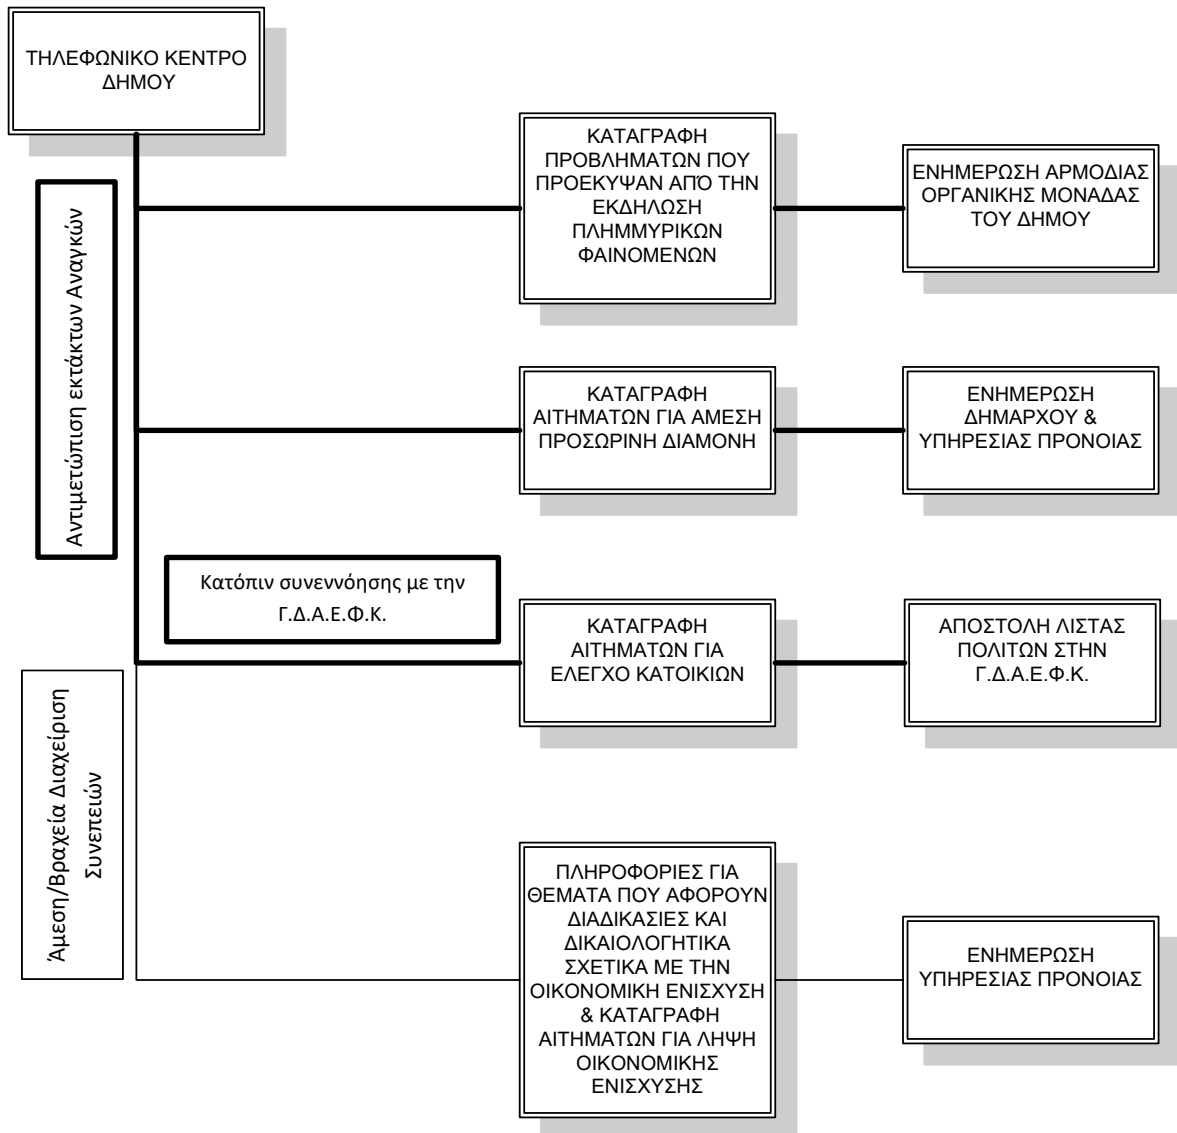 ΤΗΛΕΦΩΝΙΚΟ ΚΕΝΤΡΟ
ΔΗΜΟΥ
ΚΑΤΑΓΡΑΦΗ
ΠΡΟΒΛΗΜΑΤΩΝ ΠΟΥ
ΠΡΟΕΚΥΨΑΝ ΑΠΌ ΤΗΝ
ΕΚΔΗΛΩΣΗ
ΠΛΗΜΜΥΡΙΚΩΝ
ΦΑΙΝΟΜΕΝΩΝ
ΕΝΗΜΕΡΩΣΗ ΑΡΜΟΔΙΑΣ
ΟΡΓΑΝΙΚΗΣ ΜΟΝΑΔΑΣ
ΤΟΥ ΔΗΜΟΥ
Αντιμετώπιση εκτάκτων Αναγκών
ΚΑΤΑΓΡΑΦΗ
ΑΙΤΗΜΑΤΩΝ ΓΙΑ ΑΜΕΣΗ
ΠΡΟΣΩΡΙΝΗ ΔΙΑΜΟΝΗ
ΕΝΗΜΕΡΩΣΗ
ΔΗΜΑΡΧΟΥ &
ΥΠΗΡΕΣΙΑΣ ΠΡΟΝΟΙΑΣ
Κατόπιν συνεννόησης με την
Γ.Δ.Α.Ε.Φ.Κ.
ΚΑΤΑΓΡΑΦΗ
ΑΙΤΗΜΑΤΩΝ ΓΙΑ
ΕΛΕΓΧΟ ΚΑΤΟΙΚΙΩΝ
ΑΠΟΣΤΟΛΗ ΛΙΣΤΑΣ
ΠΟΛΙΤΩΝ ΣΤΗΝ
Γ.Δ.Α.Ε.Φ.Κ.
Άμεση/Βραχεία Διαχείριση
Συνεπειών
ΠΛΗΡΟΦΟΡΙΕΣ ΓΙΑ
ΘΕΜΑΤΑ ΠΟΥ ΑΦΟΡΟΥΝ
ΔΙΑΔΙΚΑΣΙΕΣ ΚΑΙ
ΔΙΚΑΙΟΛΟΓΗΤΙΚΑ
ΣΧΕΤΙΚΑ ΜΕ ΤΗΝ
ΟΙΚΟΝΟΜΙΚΗ ΕΝΙΣΧΥΣΗ
& ΚΑΤΑΓΡΑΦΗ
ΑΙΤΗΜΑΤΩΝ ΓΙΑ ΛΗΨΗ
ΟΙΚΟΝΟΜΙΚΗΣ
ΕΝΙΣΧΥΣΗΣ
ΕΝΗΜΕΡΩΣΗ
ΥΠΗΡΕΣΙΑΣ ΠΡΟΝΟΙΑΣ